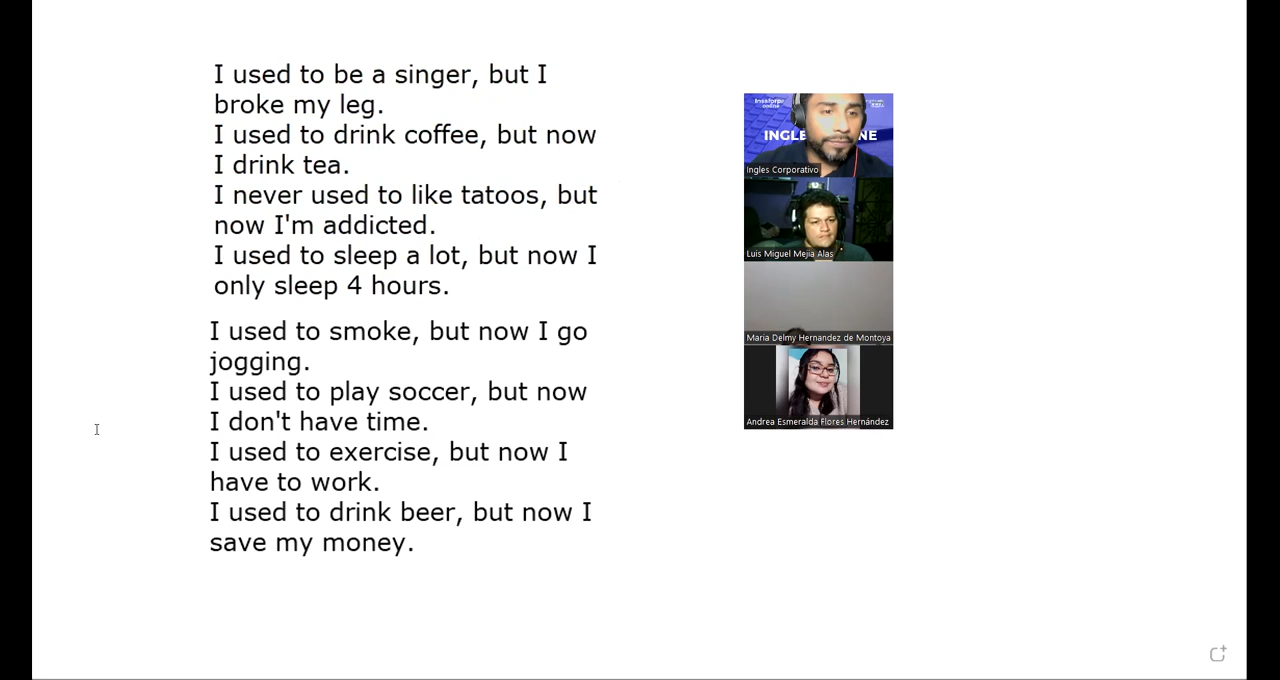 I used to be a singer, but I
broke my leg.
I used to drink coffee, but now
I drink tea.
I never used to like tatoos, but
now I'm addicted.
I used to sleep a lot, but now I
only sleep 4 hours.
I used to smoke, but now I go
jogging.
I used to play soccer, but now
I don't have time.
I used to exercise, but now I
have to work.
I used to drink beer, but now I
save my money.
Ingles Corporativo
Luis Miguel Mejia Alas
Maria Delmy Hernandez de Montoya
Andrea Esmeralda Flores Hernández